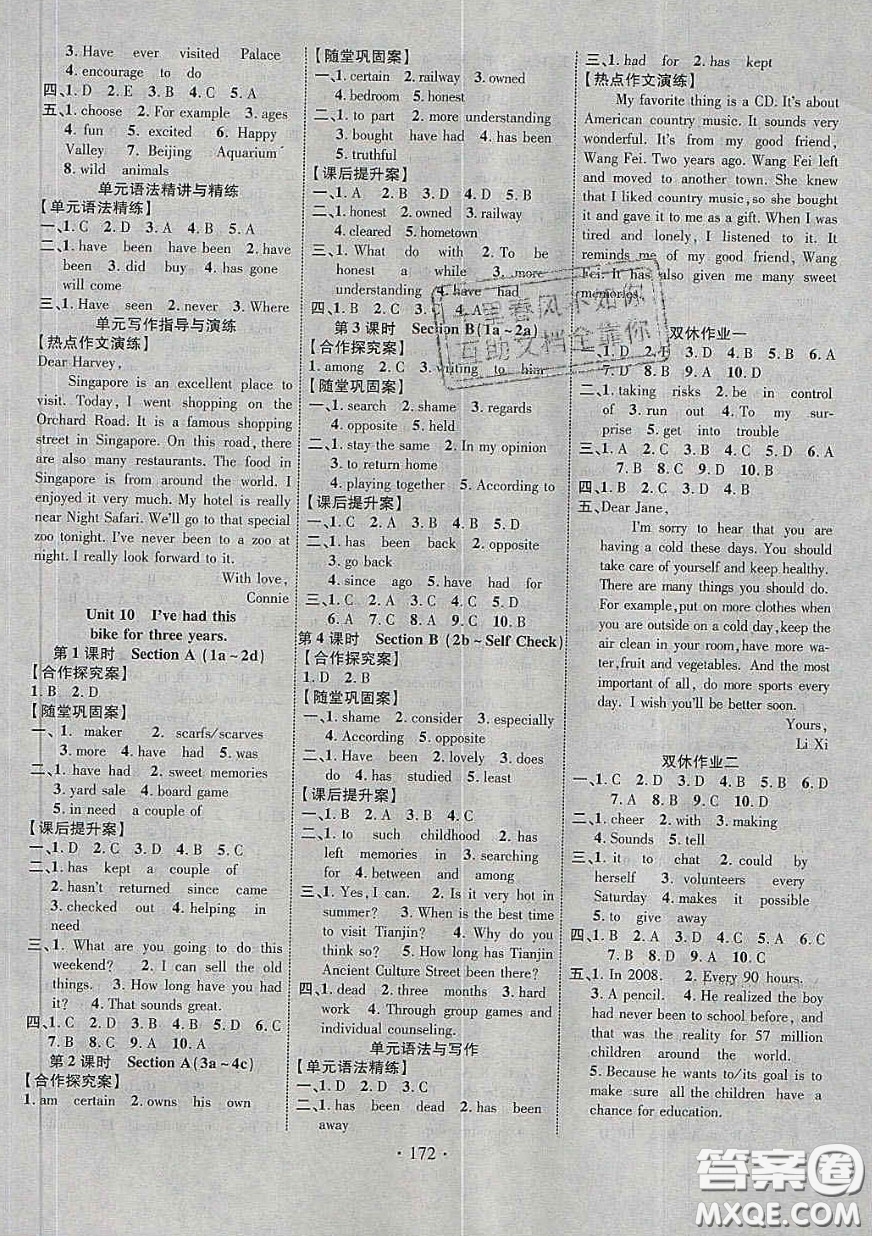 3. Have ever visited Palace
4. encourage to do
四、1. D 2. E 3. B 4. C 5. A
五、1. choose 2. For example 3. ages
4. fun 5. excited 6. Happy
Valley 7. Beijing Aquarium
8. wild animals
单元语法精讲与精练
【单元语法精练】
一、1. C 2. D 3. A 4. D 5. A
二、1. have been have been 2. have
been 3. did buy 4. has gone
will come
三、1. Have seen 2. never 3. Where
单元写作指导与演练
【热点作文演练】
Dear Harvey,
Singapore is an excellent place to
visit. Today, I went shopping on the
Orchard Road. It is a famous shopping
street in Singapore. On this road, there
are also many restaurants. The food in
Singapore is from around the world. I
enjoyed it very much. My hotel is really
near Night Safari. We'll go to that special
zoo tonight. I've never been to a zoo at
night. I really look forward to it.
With love,
Connie
Unit 10 I've had this
bike for three years.
第 1 课时 Section A (1a~2d)
【合作探究案】
1. B 2. D
【随堂巩固案】
一、1. maker 2. scarfs/scarves
3. more 4. have had 5. was
二、1. have had 2. sweet memories
3. yard sale 4. board game
5. in need a couple of
【课后提升案】
一、1. D 2. C 3. B 4. A 5. C
二、1. has kept a couple of
2. hasn't returned since came
3. checked out 4. helping in
need
三、1. What are you going to do this
weekend? 2. I can sell the old
things. 3. How long have you had
it? 4. That sounds great.
四、1. C 2. B 3. A 4. D 5. D 6. C
7. B 8. B 9. A 10. A
第 2 课时 Section A(3a~4c)
【合作探究案】
1. am certain 2. owns his own
【随堂巩固案】
一、1. certain 2. railway 3. owned
4. bedroom 5. honest
二、1. to part 2. more understanding
3. bought have had 4. has been
5. truthful
【课后提升案】
一、1. A 2. B 3. C 4. D 5. D
二、1. honest 2. owned 3. railway
4. cleared 5. hometown
三、1. What do with 2. To be
honest a while 3. more
understanding 4. have had
四、1. C 2. B 3. B 4. A
第 3 课时 Section B(1a~2a)
【合作探究案】
1. among 2. writing to him
【随堂巩固案】
一、1. search 2. shame 3. regards
4. opposite 5. held
二、1. stay the same 2. In my opinion
3. to return home
4. playing together 5. According to
【课后提升案】
一、1. C 2. A 3. B 4. B 5. D
二、1. has been back 2. opposite
3. go back
4. since ago 5. have had for
三、1. C 2. A 3. C 4. B 5. D
6. A 7. C 8. A 9. C 10. B
第 4 课时 Section B (2b~Self Check)
【合作探究案】
1. B 2. D
【随堂巩固案】
一、1. shame 2. consider 3. especially
4. According 5. opposite
二、1. have been 2. lovely 3. to
do 4. has studied 5. least
【课后提升案】
一、1. D 2. B 3. B 4. C 5. A
二、1. to such childhood 2. has
left memories in 3. searching
for 4. between and among
三、1. Yes, I can. 2. Is it very hot in
summer? 3. When is the best time
to visit Tianjin? 4. Why do you
think so? 5. How long has Tianjin
Ancient Culture Street been there?
四、1. dead 2. three months 3. hard
work 4. Through group games and
individual counseling.
单元语法与写作
【单元语法精练】
一、1. D 2. D 3. C 4. D 5. A
二、1. has been dead 2. has been
away
三、1. had for 2. has kept
【热点作文演练】
My favorite thing is a CD. It's about
American country music. It sounds very
wonderful. It was from my good friend,
Wang Fei. Two years ago. Wang Fei left
and moved to another town. She knew
that I liked country music,so she bought
it and gave it to me as a gift. When I was
tired and lonely, I listened to it. It
reminds me of my good friend, Wang
Fei. It has also given me many sweet
memories.
双休作业一
一、1. B 2. D 3. A 4. B 5. C 6. A
7. D 8. B 9. A 10. D
二、1. taking risks 2. be in control
of 3. run out 4. To my sur-
prise 5. get into trouble
三、1. A 2. D 3. B 4. D 5. C 6. A
7. B 8. B 9. D 10. B
四、1. C 2. B 3. D 4. B 5. A
五、Dear Jane,
I'm sorry to hear that you are
having a cold these days. You should
take care of yourself and keep healthy.
There are many things you should do.
For example,put on more clothes when
you are outside on a cold day, keep the
air clean in your room, have more wa-
ter,fruit and vegetables. And the most
important of all, do more sports every
day. I wish you'll be better soon.
Yours,
Li Xi
双休作业二
一、1. C 2. D 3. D 4. B 5. C 6. D
7. A 8. B 9. C 10. D
二、1. cheer 2. with 3. making
4. Sounds 5. tell
三、1. it to chat 2. could by
herself 3. volunteers every
Saturday 4. makes it possible
5. to give away
四、1. C 2. B 3. B 4. A 5. A 6. C
7. D 8. B 9. A 10. D
五、1. In 2008. 2. Every 90 hours.
3. A pencil. 4. He realized the boy
had never been to school before and
that was the reality for 57 million
children around the world.
5. Because he wants to/its goal is to
make all the children have
a chance for education.
· 172 ·
十里春风不如你
互助文档全靠你
答案圈
MXQE.COM